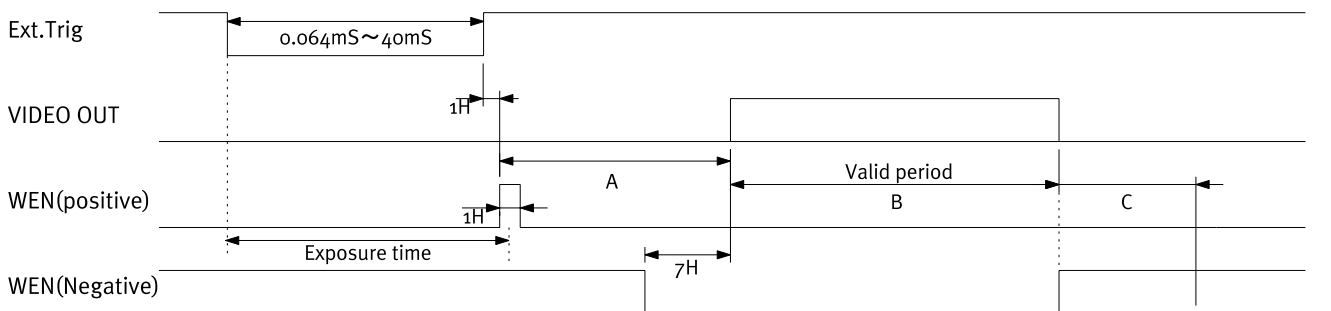 Ext.Trig
0.064mS～40mS
1H
VIDEO OUT
Valid period
A
B
C
WEN(positive)
1H
Exposure time
7H
WEN(Negative)